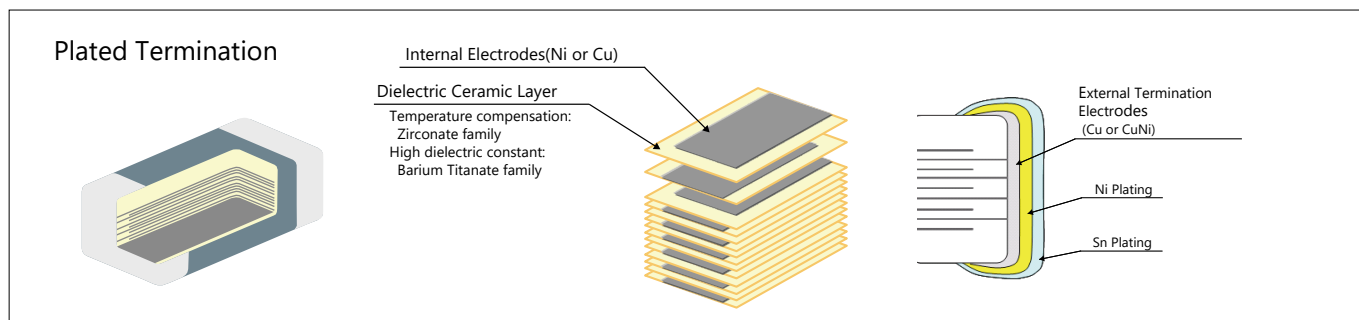 Plated Termination
Internal Electrodes(Ni or Cu)
Dielectric Ceramic Layer
Temperature compensation:
Zirconate family
High dielectric constant:
Barium Titanate family
External Termination
Electrodes
(Cu or CuNi)
Ni Plating
Sn Plating